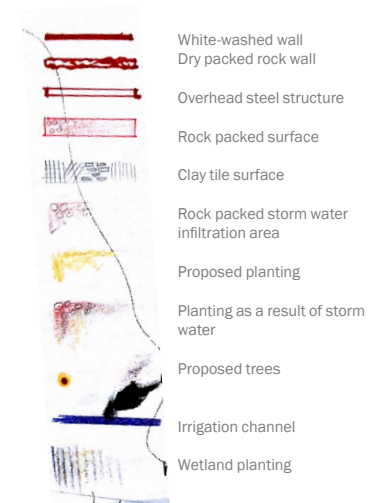 White-washed wall
Dry packed rock wall
Overhead steel structure
Rock packed surface
Clay tile surface
Rock packed storm water
infiltration area
Proposed planting
Planting as a result of storm
water
Proposed trees
Irrigation channel
Wetland planting